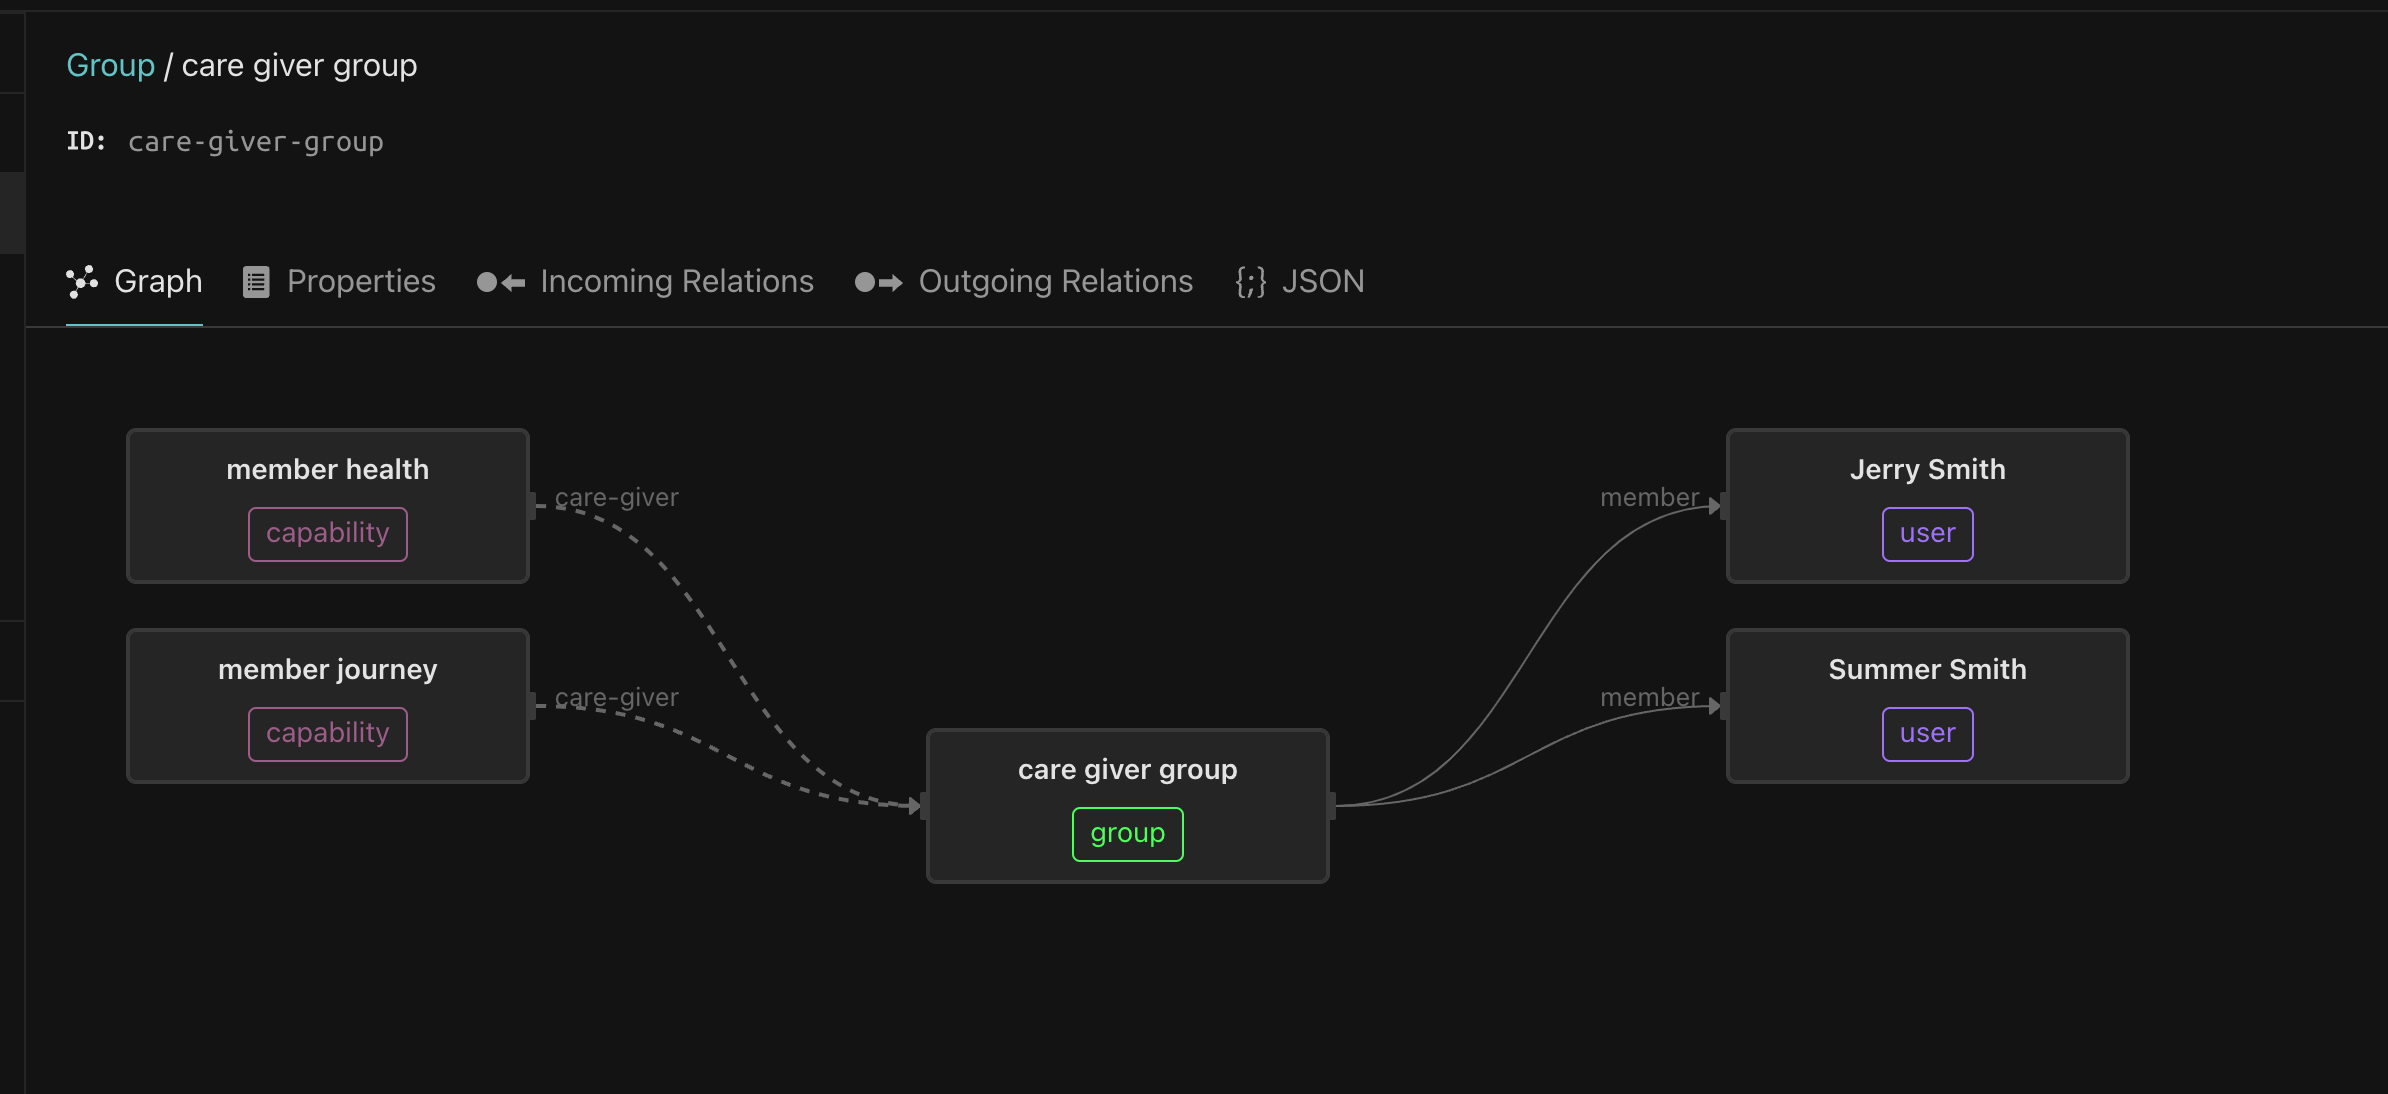 Group / care giver group
ID: care-giver-group
Graph Properties Incoming Relations Outgoing Relations {;} JSON
member health
capability
care-giver
member journey
capability
care-giver
care giver group
group
member
Jerry Smith
user
member
Summer Smith
user